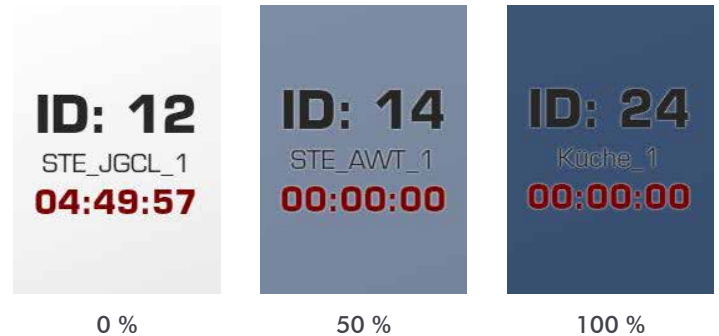 ID: 12
STE_JGCL_1
04:49:57
0 %
ID: 14
STE_AWT_1
00:00:00
50 %
ID: 24
Küche_1
00:00:00
100 %